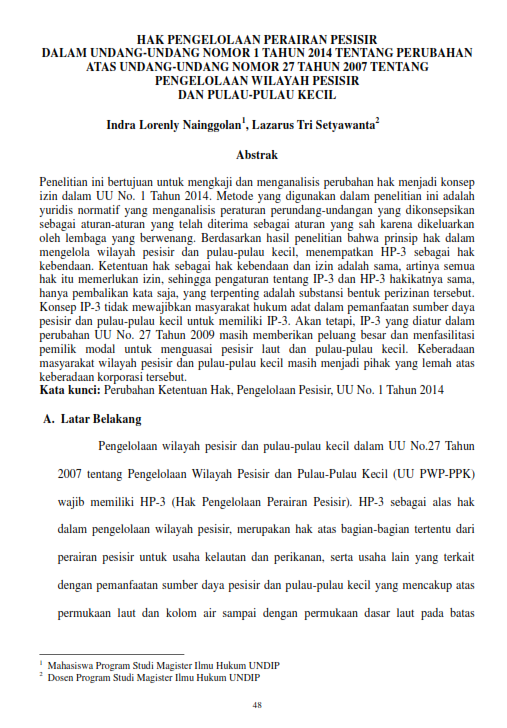 HAK PENGELOLAAN PERAIRAN PESISIR
DALAM UNDANG-UNDANG NOMOR 1 TAHUN 2014 TENTANG PERUBAHAN
ATAS UNDANG-UNDANG NOMOR 27 TAHUN 2007 TENTANG
PENGELOLAAN WILAYAH PESISIR
DAN PULAU-PULAU KECIL
Indra Lorenly Nainggolan1, Lazarus Tri Setyawanta2
Abstrak
Penelitian ini bertujuan untuk mengkaji dan menganalisis perubahan hak menjadi konsep
izin dalam UU No. 1 Tahun 2014. Metode yang digunakan dalam penelitian ini adalah
yuridis normatif yang menganalisis peraturan perundang-undangan yang dikonsepsikan
sebagai aturan-aturan yang telah diterima sebagai aturan yang sah karena dikeluarkan
oleh lembaga yang berwenang. Berdasarkan hasil penelitian bahwa prinsip hak dalam
mengelola wilayah pesisir dan pulau-pulau kecil, menempatkan HP-3 sebagai hak
kebendaan. Ketentuan hak sebagai hak kebendaan dan izin adalah sama, artinya semua
hak itu memerlukan izin, sehingga pengaturan tentang IP-3 dan HP-3 hakikatnya sama,
hanya pembalikan kata saja, yang terpenting adalah substansi bentuk perizinan tersebut.
Konsep IP-3 tidak mewajibkan masyarakat hukum adat dalam pemanfaatan sumber daya
pesisir dan pulau-pulau kecil untuk memiliki IP-3. Akan tetapi, IP-3 yang diatur dalam
perubahan UU No. 27 Tahun 2009 masih memberikan peluang besar dan menfasilitasi
pemilik modal untuk menguasai pesisir laut dan pulau-pulau kecil. Keberadaan
masyarakat wilayah pesisir dan pulau-pulau kecil masih menjadi pihak yang lemah atas
keberadaan korporasi tersebut.
Kata kunci: Perubahan Ketentuan Hak, Pengelolaan Pesisir, UU No. 1 Tahun 2014
A. Latar Belakang
Pengelolaan wilayah pesisir dan pulau-pulau kecil dalam UU No.27 Tahun
2007 tentang Pengelolaan Wilayah Pesisir dan Pulau-Pulau Kecil (UU PWP-PPK)
wajib memiliki HP-3 (Hak Pengelolaan Perairan Pesisir). HP-3 sebagai alas hak
dalam pengelolaan wilayah pesisir, merupakan hak atas bagian-bagian tertentu dari
perairan pesisir untuk usaha kelautan dan perikanan, serta usaha lain yang terkait
dengan pemanfaatan sumber daya pesisir dan pulau-pulau kecil yang mencakup atas
permukaan laut dan kolom air sampai dengan permukaan dasar laut pada batas
1 Mahasiswa Program Studi Magister Ilmu Hukum UNDIP
2 Dosen Program Studi Magister Ilmu Hukum UNDIP
48